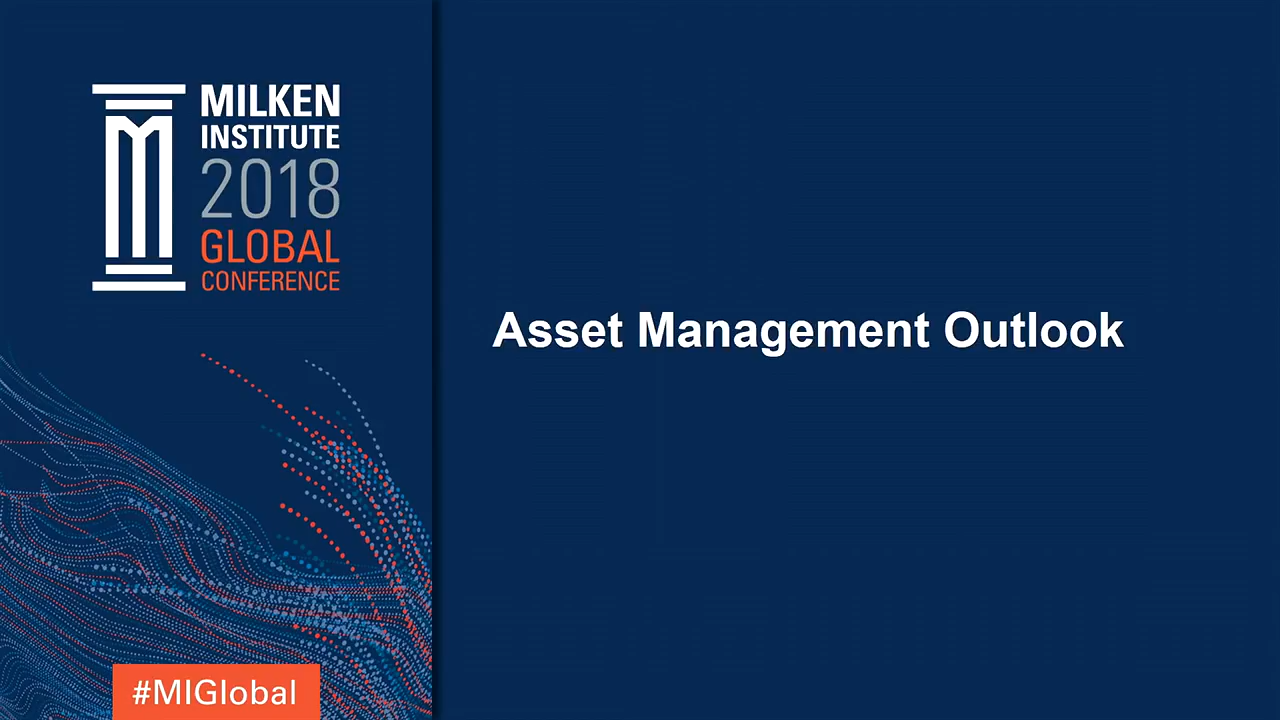 MILKEN
INSTITUTE
2018
GLOBAL
CONFERENCE
Asset Management Outlook
#MIGlobal